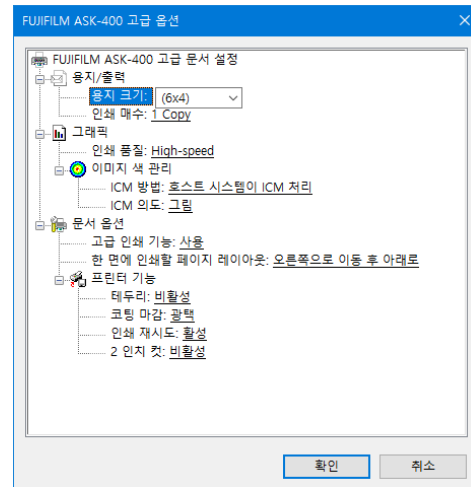 FUJIFILM ASK-400 고급 옵션
FUJIFILM ASK-400 고급 문서 설정
용지/출력
용지 크기: (6x4)
인쇄 매수: 1 Copy
그래픽
인쇄 품질: High-speed
이미지 색 관리
ICM 방법: 호스트 시스템이 ICM 처리
ICM 의도: 그림
문서 옵션
고급 인쇄 기능: 사용
한 면에 인쇄할 페이지 레이아웃: 오른쪽으로 이동 후 아래로
프린터 기능
테두리: 비활성
코팅 마감: 광택
인쇄 재시도: 활성
2 인치 컷: 비활성
확인 취소